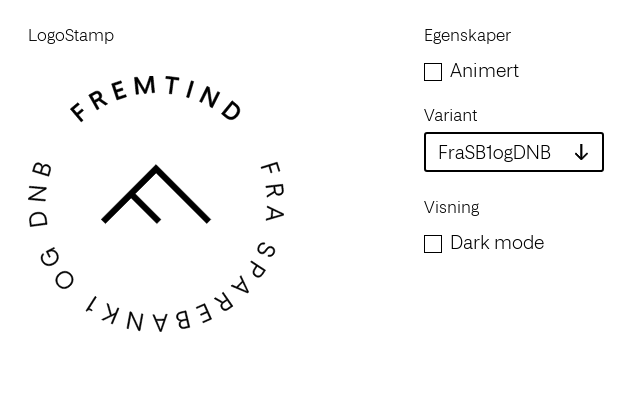 LogoStamp
FREMTIND
FRA SPAREBANK1 OG DNB
Egenskaper
Animert
Variant
FraSB1ogDNB
Visning
Dark mode